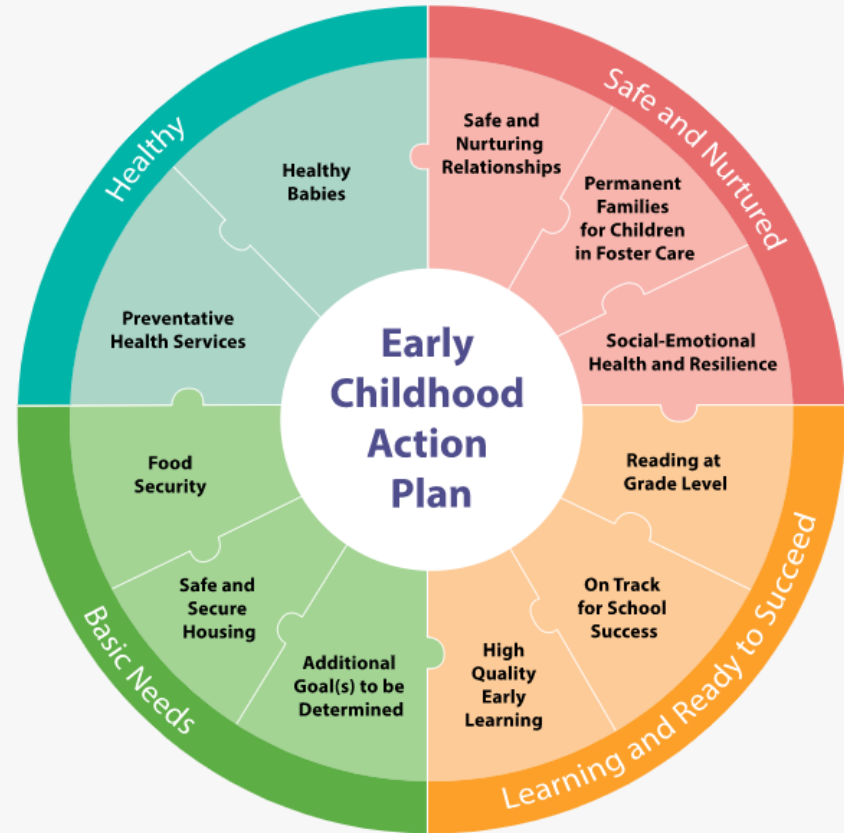 Early
Childhood
Action
Plan
Healthy
Healthy
Babies
Preventative
Health Services
Safe and Nurtured
Safe and
Nurturing
Relationships
Permanent
Families
for Children
in Foster Care
Social-Emotional
Health and Resilience
Learning and Ready to Succeed
Reading at
Grade Level
On Track
for School
Success
High
Quality
Early
Learning
Basic Needs
Food
Security
Safe and
Secure
Housing
Additional
Goal(s) to be
Determined